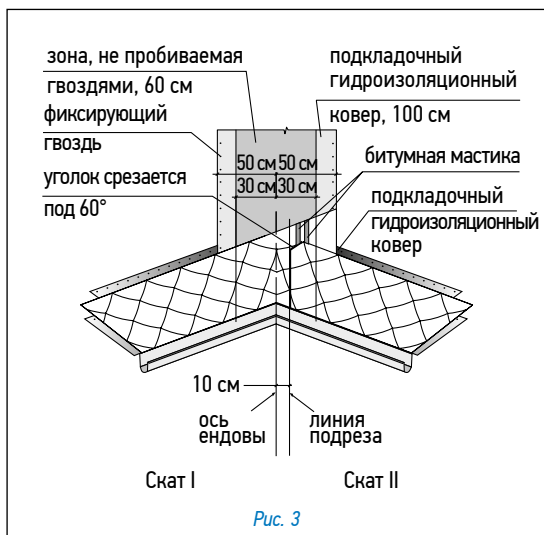 зона, не пробиваемая
гвоздями, 60 см
фиксирующий
гвоздь
уголок срезается
под 60°
подкладочный
гидроизоляционный
ковер, 100 см
битумная мастика
подкладочный
гидроизоляционный
ковер
50 см 50 см
30 см 30 см
10 см
ось
ендовы
линия
подреза
Скат I
Скат II
Рис. 3